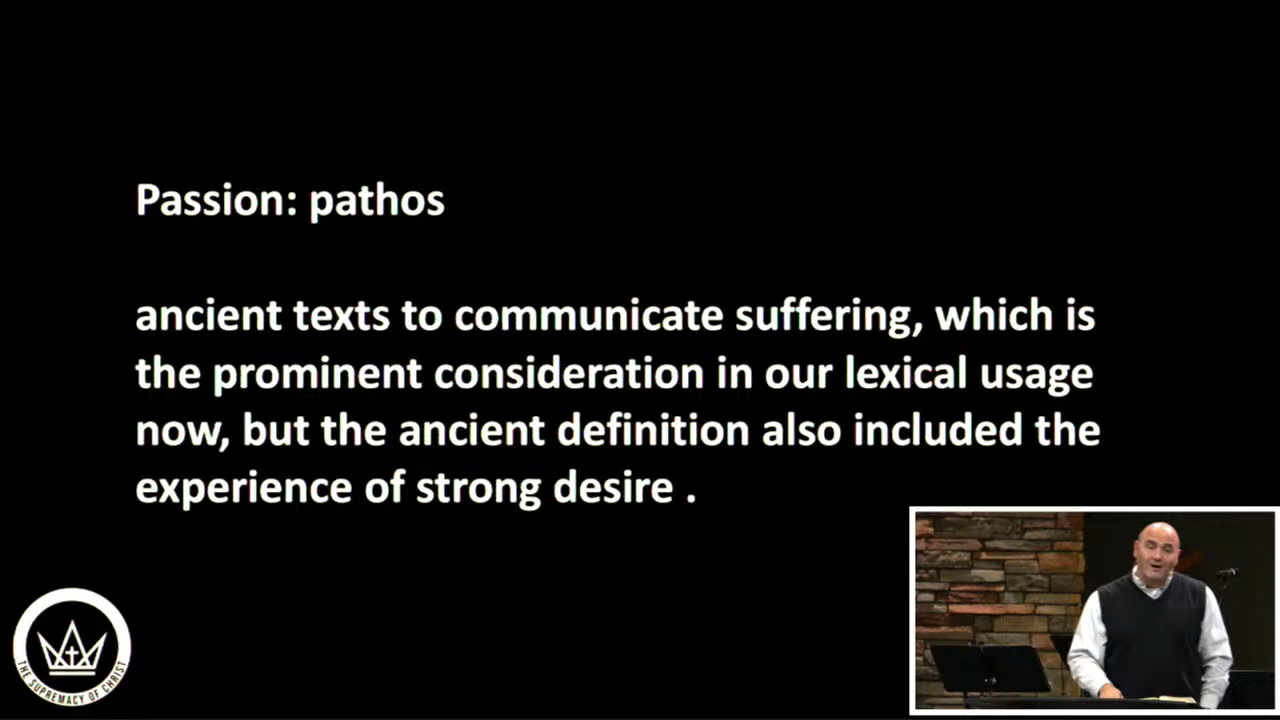 Passion: pathos
ancient texts to communicate suffering, which is
the prominent consideration in our lexical usage
now, but the ancient definition also included the
experience of strong desire .
THE SUPREMACY OF CHRIST